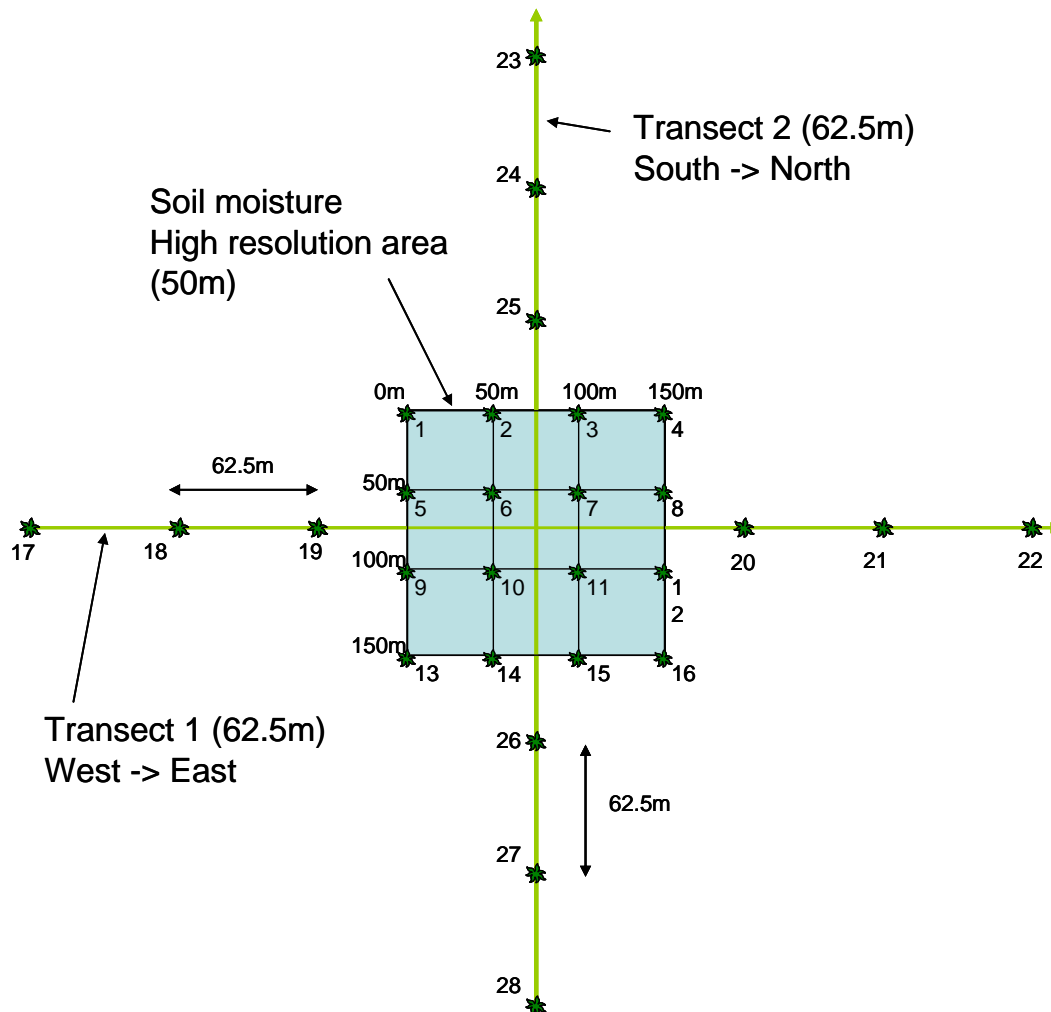 23
Transect 2 (62.5m)
South -> North
24
Soil moisture
High resolution area
(50m)
25
0m 50m 100m 150m
1 2 3 4
62.5m
50m
5 6 7 8
17 18 19 20 21 22
100m
9 10 11 1
2
150m
13 14 15 16
Transect 1 (62.5m)
West -> East
26
62.5m
27
28